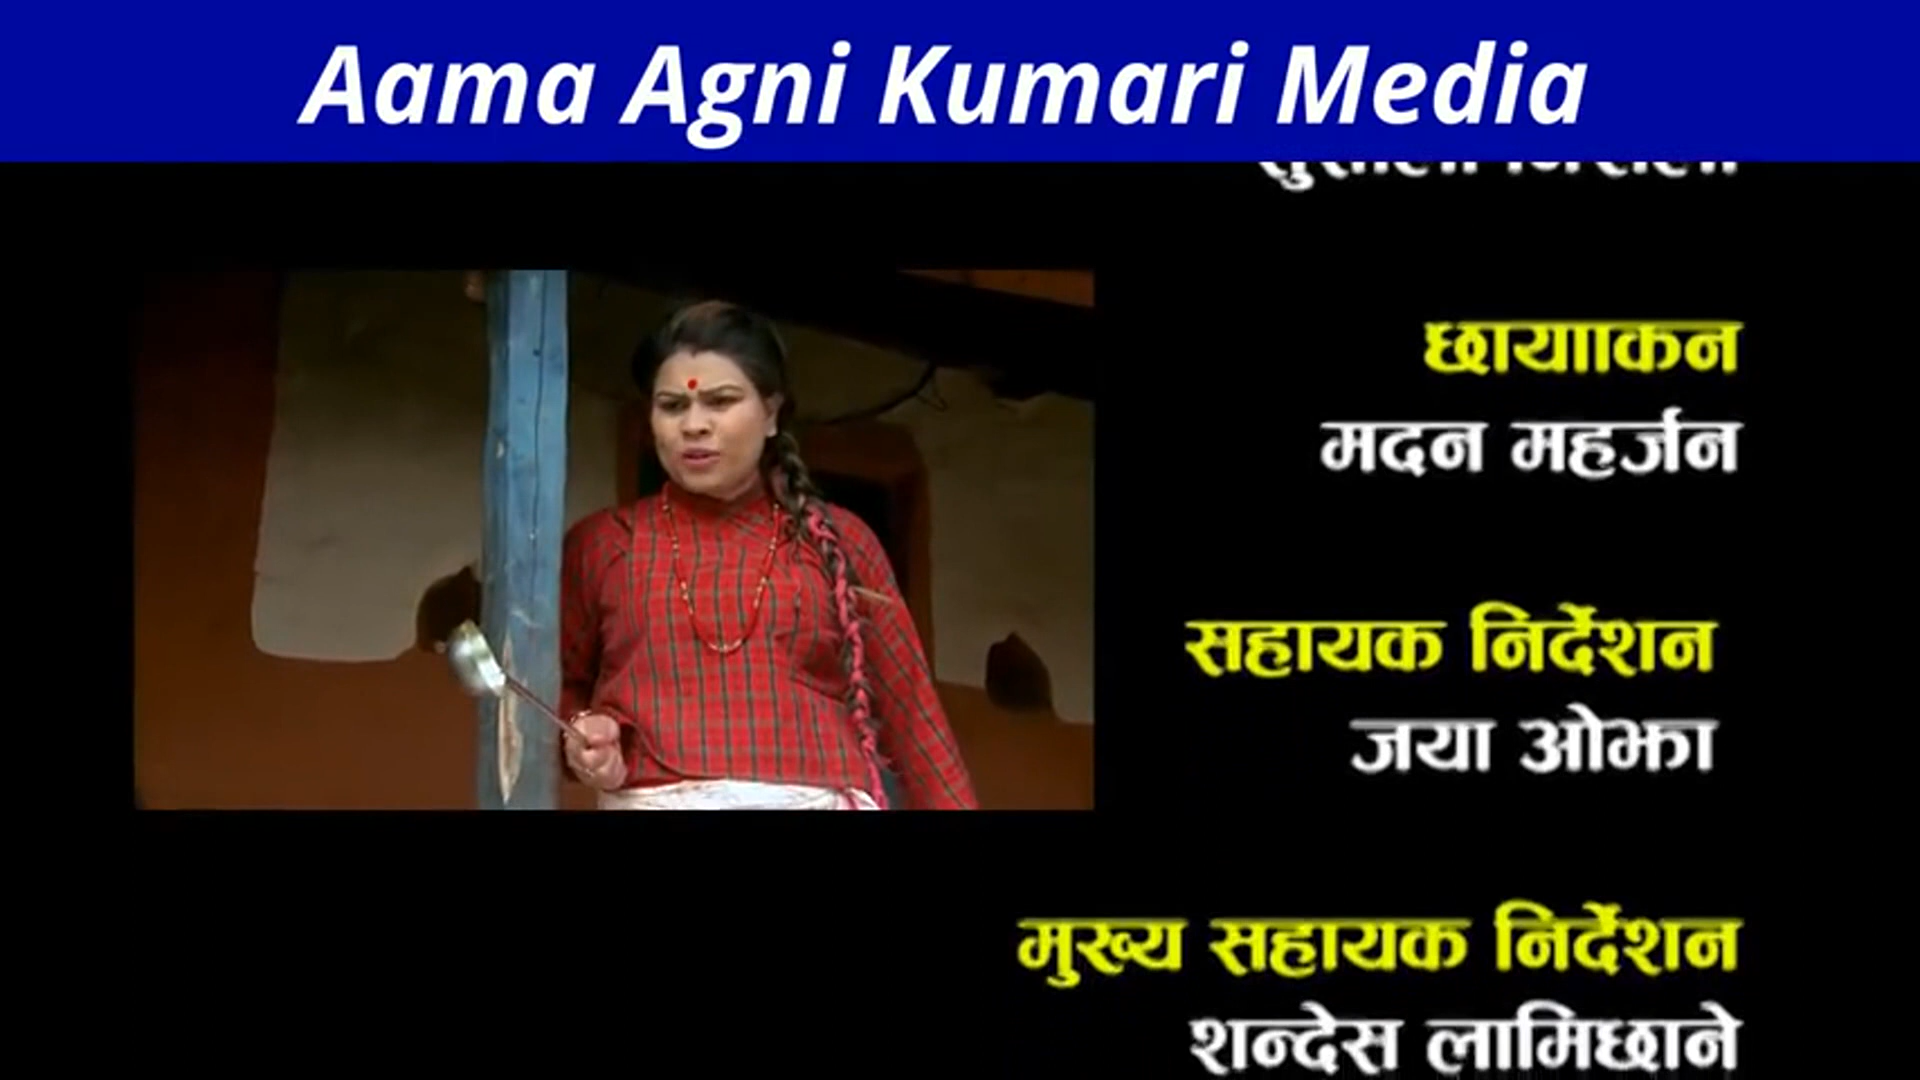 Aama Agni Kumari Media
छायााकन
मदन महर्जन
सहायक निर्देशन
जया ओझा
मुख्य सहायक निर्देशन
शन्देस लामिछाने